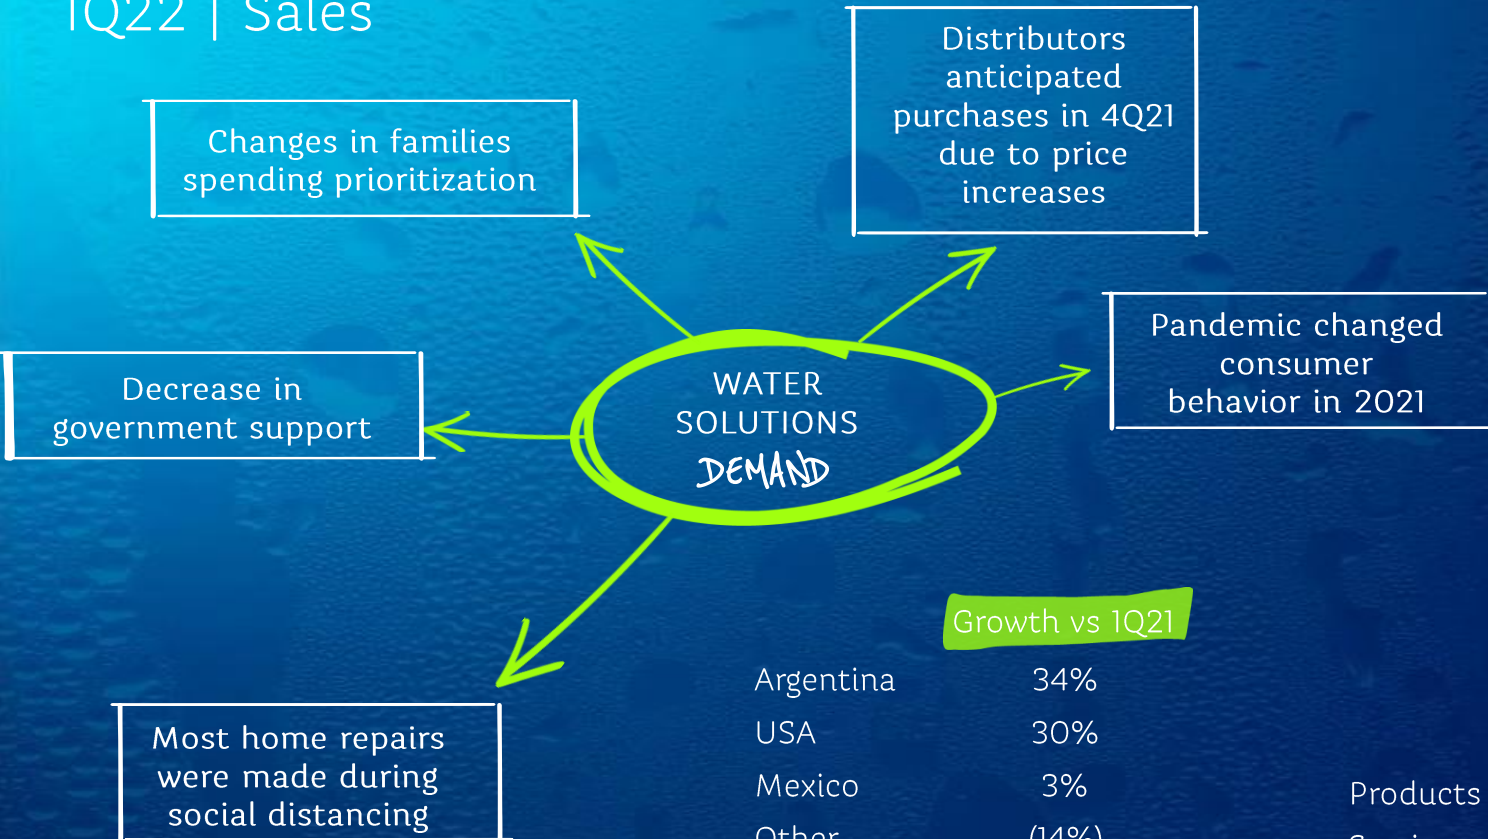 1Q22 | Sales
Distributors
anticipated
purchases in 4Q21
due to price
increases
Changes in families
spending prioritization
Pandemic changed
consumer
behavior in 2021
Decrease in
government support
WATER
SOLUTIONS
DEMAND
Growth vs 1Q21
Argentina 34%
USA 30%
Mexico 3%
Other (14%)
Most home repairs
were made during
social distancing
Products